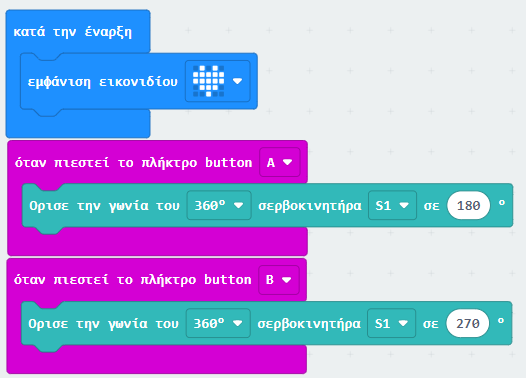 κατά την έναρξη
εμφάνιση εικονιδίου
όταν πιεστεί το πλήκτρο button A
Ορισε την γωνία του 360° σερβοκινητήρα S1 σε 180 °
όταν πιεστεί το πλήκτρο button B
Ορισε την γωνία του 360° σερβοκινητήρα S1 σε 270 °